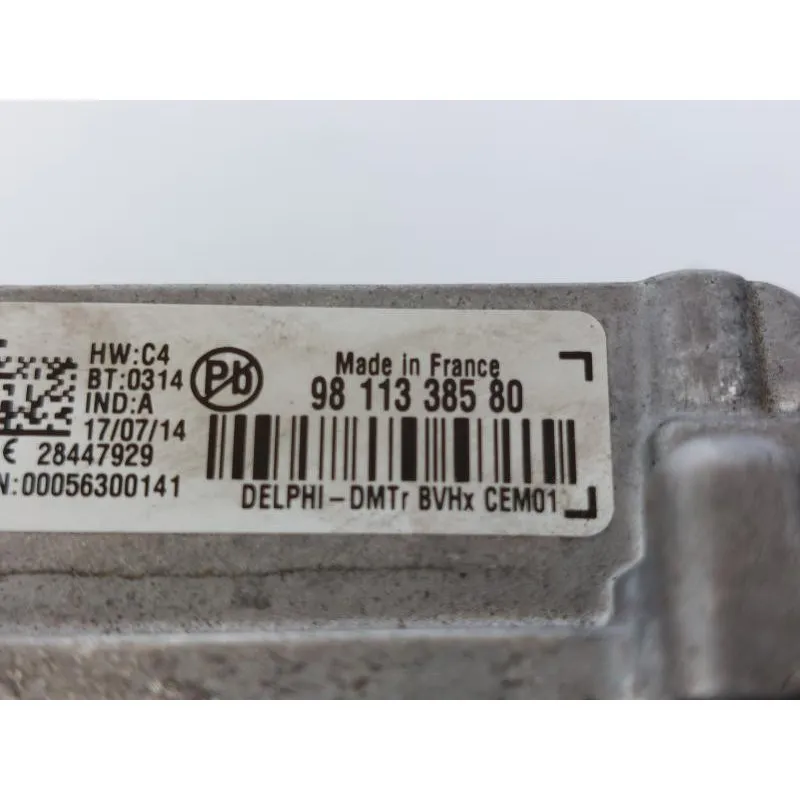 HW:C4
BT:0314
IND:A
17/07/14
28447929
N:00056300141
Pb
Made in France
98 113 385 80
DELPHI-DMTr BVHx CEM01